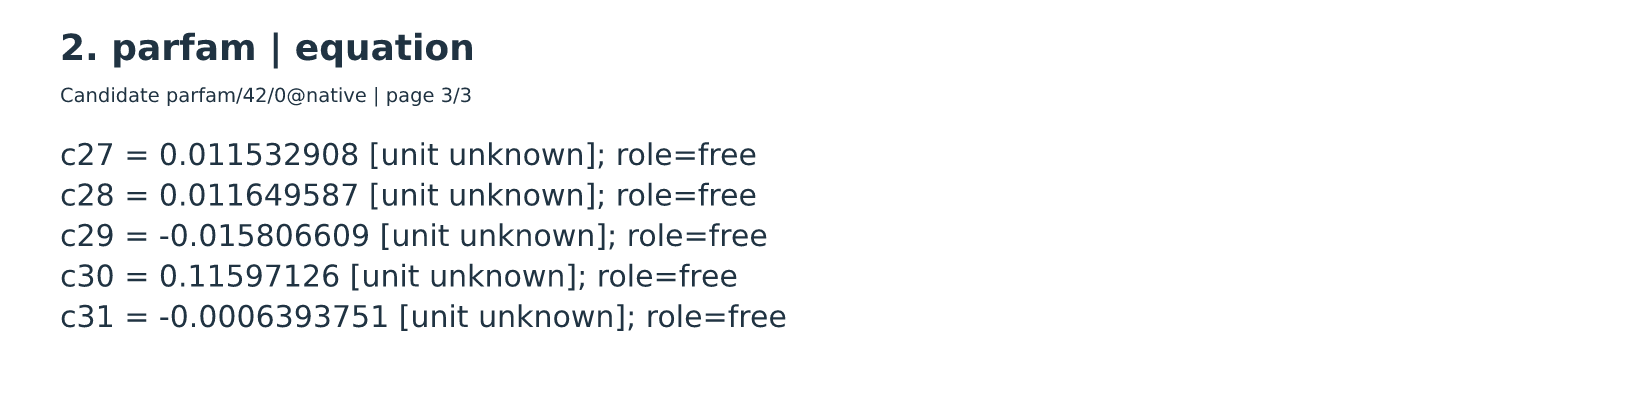 2. parfam | equation
Candidate parfam/42/0@native | page 3/3
c27 = 0.011532908 [unit unknown]; role=free
c28 = 0.011649587 [unit unknown]; role=free
c29 = -0.015806609 [unit unknown]; role=free
c30 = 0.11597126 [unit unknown]; role=free
c31 = -0.0006393751 [unit unknown]; role=free